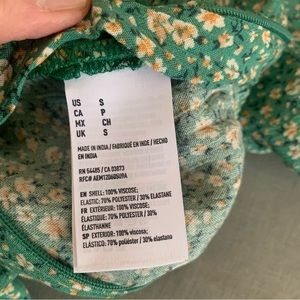 US S
CA P
MX CH
UK S
MADE IN INDIA / FABRIQUÉ EN INDE / HECHO
EN INDIA
RN 54485 / CA 03073
EN SHELL: 100% VISCOSE;
ELASTIC: 70% POLYESTER / 30% ELASTANE
FR EXTÉRIEUR: 100% VISCOSE;
ÉLASTIQUE: 70% POLYESTER / 30%
ÉLASTHANNE
SP EXTERIOR: 100% VISCOSE;
ELÁSTICO: 70% poliéster / 30% elastano